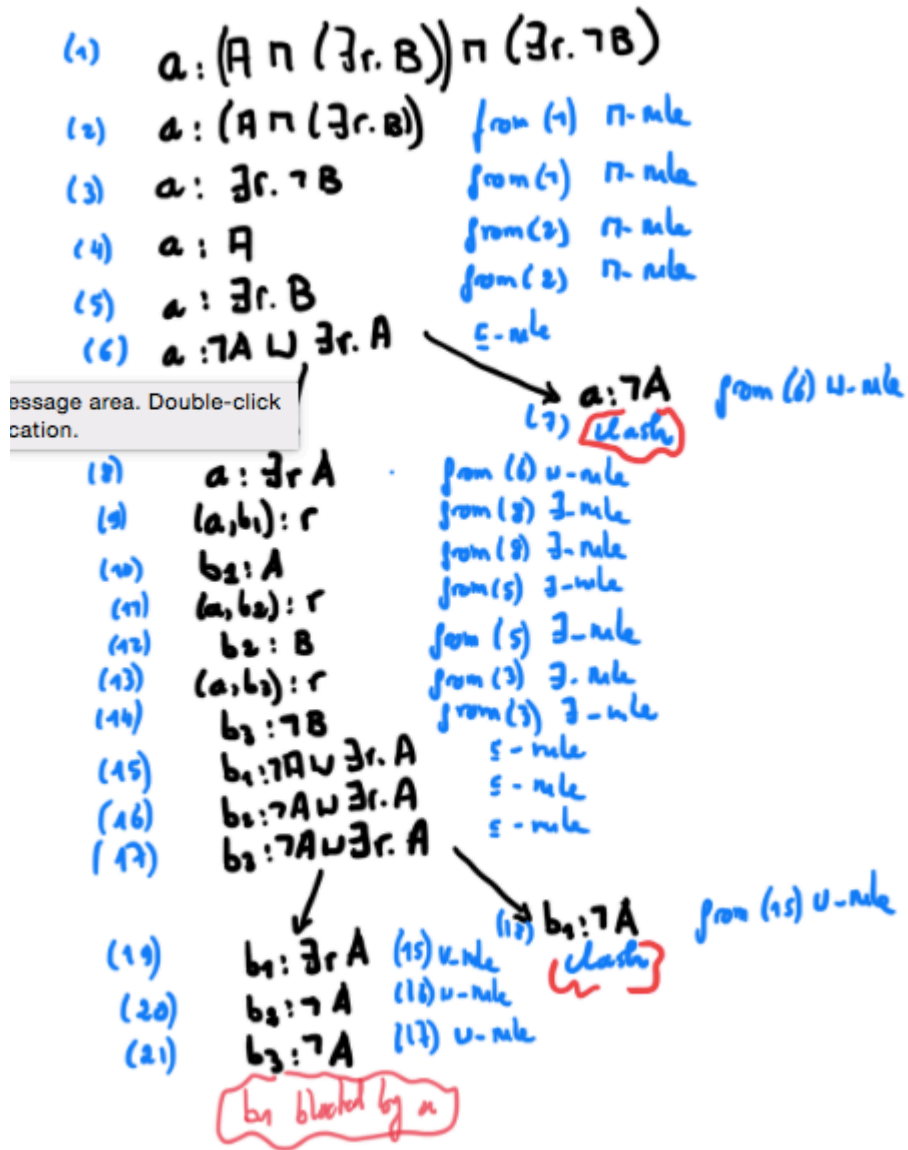 (1) a : (A ⊓ (∃r. B)) ⊓ (∃r. ¬B)
(2) a : (A ⊓ (∃r. B)) from (1) ⊓-rule
(3) a : ∃r. ¬B from (1) ⊓-rule
(4) a : A from (2) ⊓-rule
(5) a : ∃r. B from (2) ⊓-rule
(6) a : ¬A ⊔ ∃r. A ⊑-rule
essage area. Double-click
cation.
(7) a : ¬A from (6) ⊔-rule
clash
(8) a : ∃r A from (6) ⊔-rule
(9) (a,b₁) : r from (8) ∃-rule
(10) b₁ : A from (8) ∃-rule
(11) (a,b₂) : r from (5) ∃-rule
(12) b₂ : B from (5) ∃-rule
(13) (a,b₃) : r from (3) ∃-rule
(14) b₃ : ¬B from (3) ∃-rule
(15) b₁ : ¬A ⊔ ∃r. A ⊑-rule
(16) b₂ : ¬A ⊔ ∃r. A ⊑-rule
(17) b₃ : ¬A ⊔ ∃r. A ⊑-rule
(18) b₁ : ¬A from (15) ⊔-rule
clash
(19) b₁ : ∃r A (15) ⊔-rule
(20) b₂ : ¬A (16) ⊔-rule
(21) b₃ : ¬A (17) ⊔-rule
b₁ blocked by a